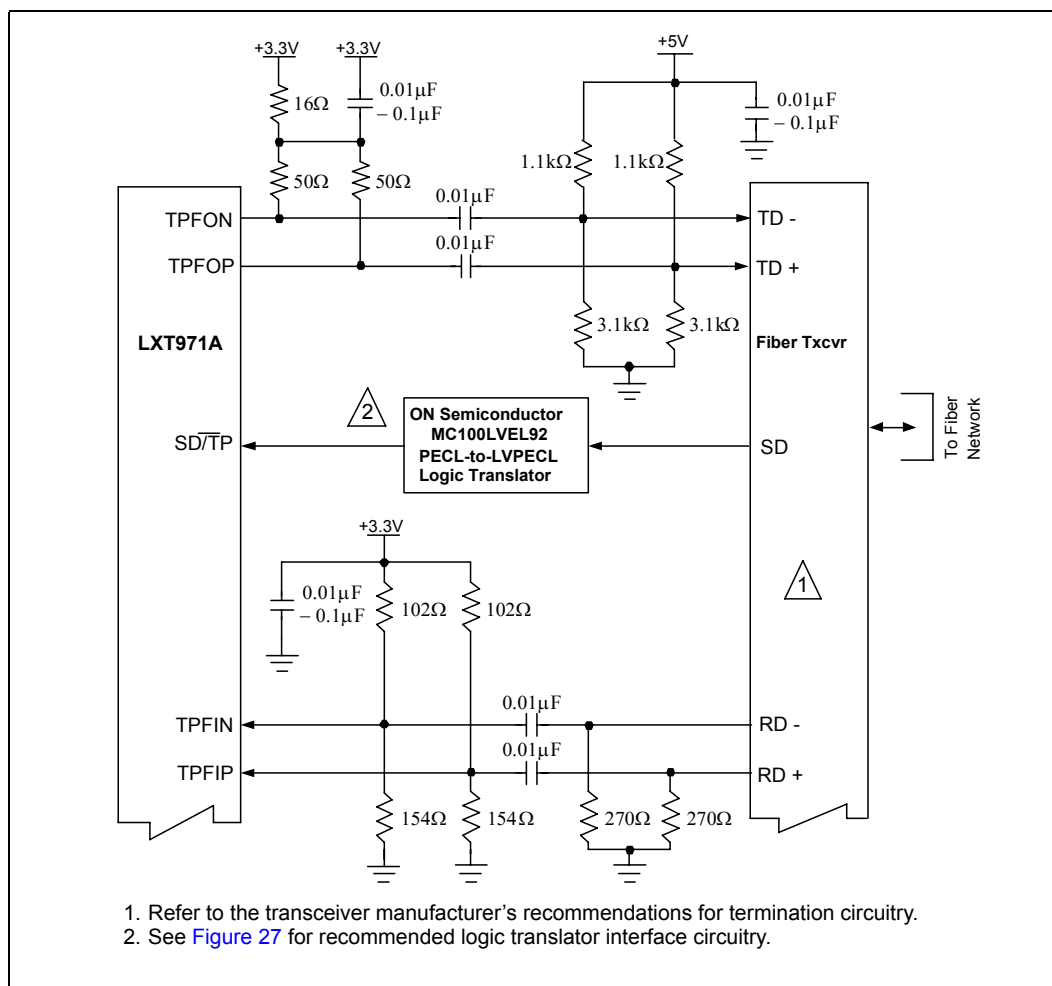 +3.3V
+3.3V
+5V
16Ω
0.01μF
– 0.1μF
0.01μF
– 0.1μF
1.1kΩ
1.1kΩ
50Ω
50Ω
0.01μF
TPFON
TD -
0.01μF
TPFOP
TD +
3.1kΩ
3.1kΩ
LXT971A
Fiber Txcvr
2
ON Semiconductor
MC100LVEL92
PECL-to-LVPECL
Logic Translator
SD/T̅P̅
SD
To Fiber
Network
+3.3V
0.01μF
– 0.1μF
102Ω
102Ω
1
0.01μF
TPFIN
RD -
0.01μF
TPFIP
RD +
154Ω
154Ω
270Ω
270Ω
1. Refer to the transceiver manufacturer's recommendations for termination circuitry.
2. See Figure 27 for recommended logic translator interface circuitry.